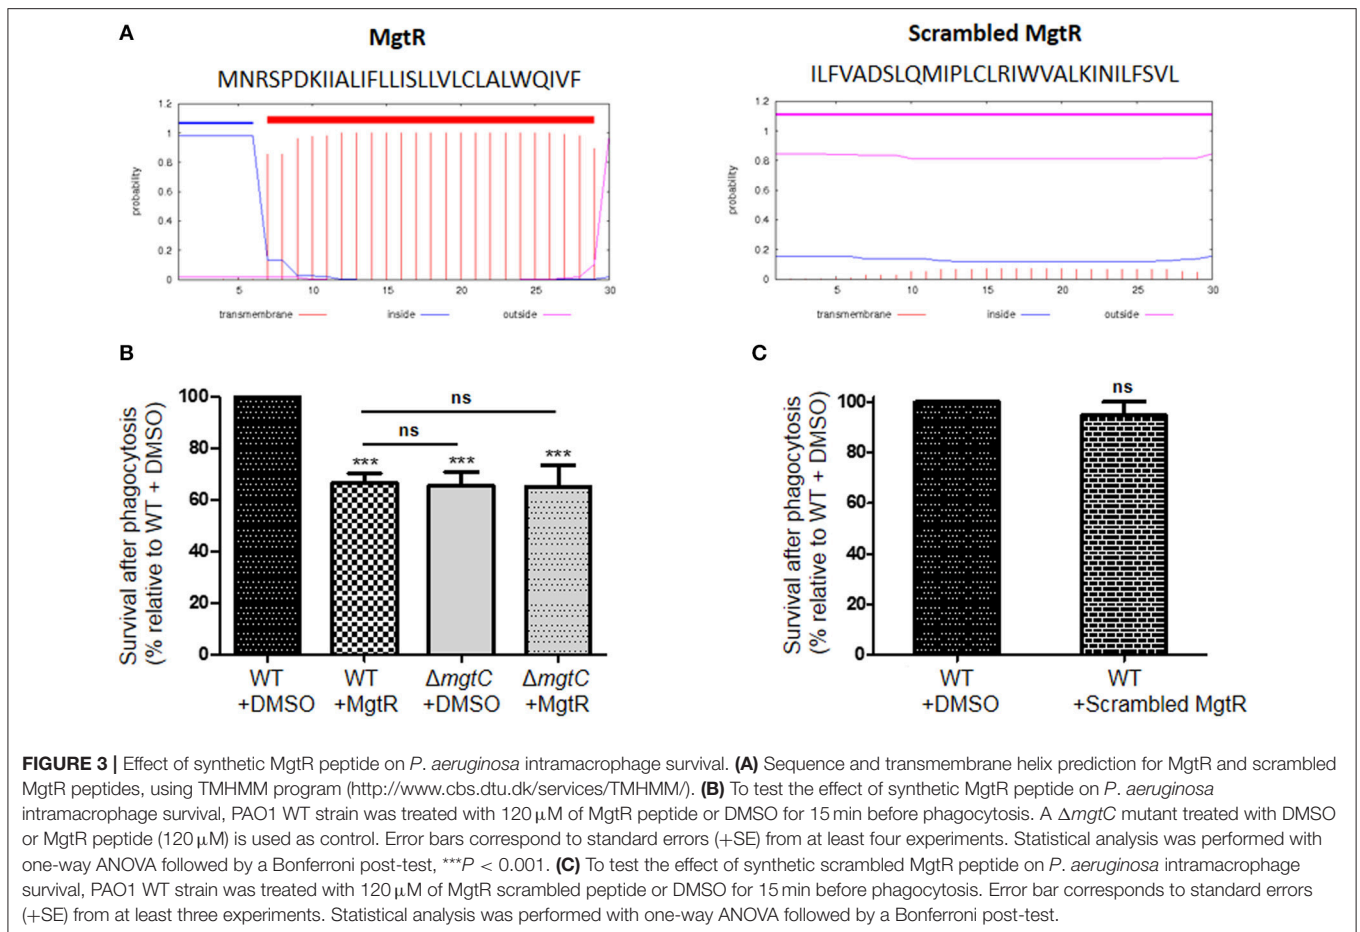 A
MgtR
MNRSPDKIIALIFLLISLLVLCLALWQIVF
1.2
1
0.8
0.6
0.4
0.2
0
probability
5 10 15 20 25 30
transmembrane inside outside
Scrambled MgtR
ILFVADSLQMIPLCLRIWVALKINILFSVL
1.2
1
0.8
0.6
0.4
0.2
0
probability
5 10 15 20 25 30
transmembrane inside outside
B
Survival after phagocytosis
(% relative to WT + DMSO)
100
80
60
40
20
0
ns
ns
*** *** ***
WT WT ΔmgtC ΔmgtC
+DMSO +MgtR +DMSO +MgtR
C
Survival after phagocytosis
(% relative to WT + DMSO)
100
80
60
40
20
0
ns
WT WT
+DMSO +Scrambled MgtR
FIGURE 3 | Effect of synthetic MgtR peptide on P. aeruginosa intramacrophage survival. (A) Sequence and transmembrane helix prediction for MgtR and scrambled
MgtR peptides, using TMHMM program (http://www.cbs.dtu.dk/services/TMHMM/). (B) To test the effect of synthetic MgtR peptide on P. aeruginosa
intramacrophage survival, PAO1 WT strain was treated with 120 μM of MgtR peptide or DMSO for 15 min before phagocytosis. A ΔmgtC mutant treated with DMSO
or MgtR peptide (120 μM) is used as control. Error bars correspond to standard errors (+SE) from at least four experiments. Statistical analysis was performed with
one-way ANOVA followed by a Bonferroni post-test, ***P < 0.001. (C) To test the effect of synthetic scrambled MgtR peptide on P. aeruginosa intramacrophage
survival, PAO1 WT strain was treated with 120 μM of MgtR scrambled peptide or DMSO for 15 min before phagocytosis. Error bar corresponds to standard errors
(+SE) from at least three experiments. Statistical analysis was performed with one-way ANOVA followed by a Bonferroni post-test.